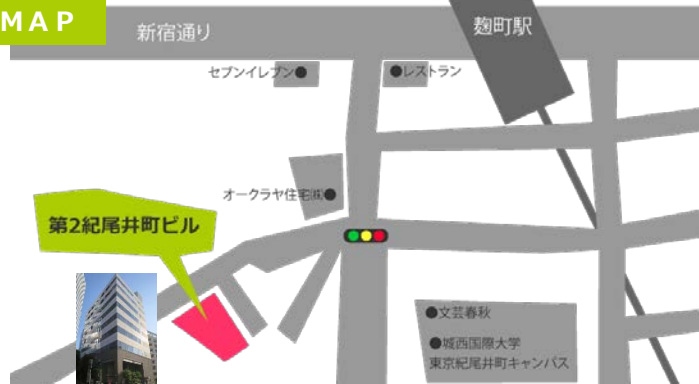 MAP
新宿通り
麹町駅
セブンイレブン
レストラン
オークラヤ住宅㈱
第2紀尾井町ビル
文芸春秋
城西国際大学
東京紀尾井町キャンパス